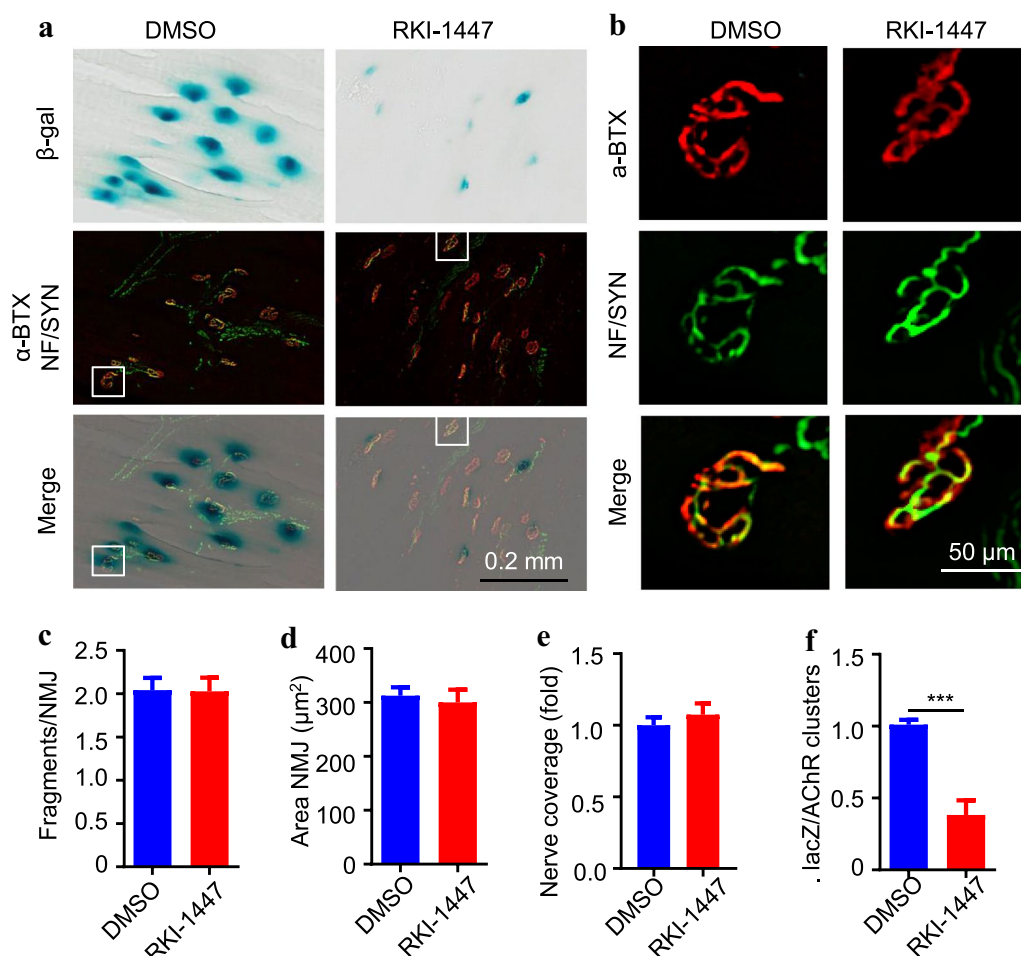 a
DMSO
RKI-1447
β-gal
α-BTX
NF/SYN
Merge
0.2 mm
b
DMSO
RKI-1447
a-BTX
NF/SYN
Merge
50 µm
c
Fragments/NMJ
2.5
2.0
1.5
1.0
0.5
0
DMSO
RKI-1447
d
Area NMJ (µm²)
400
300
200
100
0
DMSO
RKI-1447
e
Nerve coverage (fold)
1.5
1.0
0.5
0.0
DMSO
RKI-1447
f
. lacZ/AChR clusters
1.5
1.0
0.5
0
***
DMSO
RKI-1447